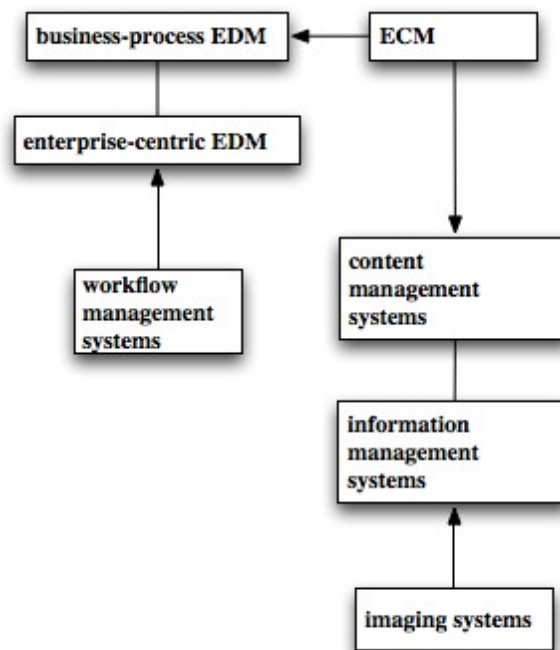 business-process EDM
ECM
enterprise-centric EDM
workflow
management
systems
content
management
systems
information
management
systems
imaging systems